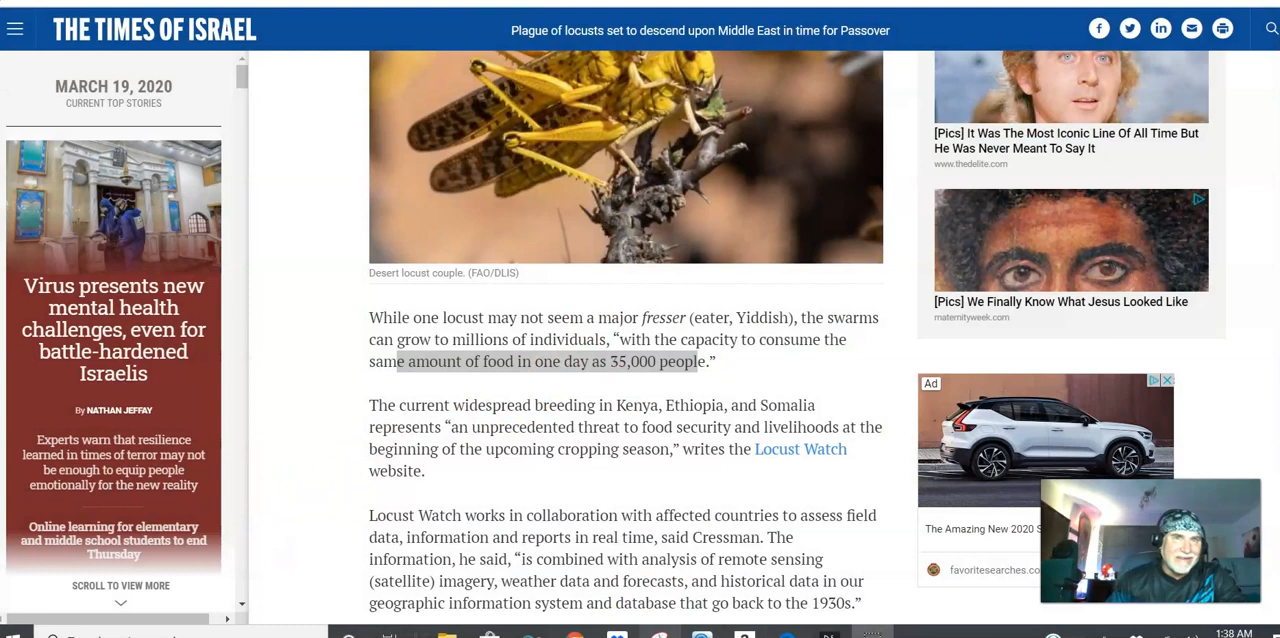 THE TIMES OF ISRAEL
Plague of locusts set to descend upon Middle East in time for Passover
MARCH 19, 2020
CURRENT TOP STORIES
Virus presents new
mental health
challenges, even for
battle-hardened
Israelis
By NATHAN JEFFAY
Experts warn that resilience
learned in times of terror may not
be enough to equip people
emotionally for the new reality
Online learning for elementary
and middle school students to end
Thursday
SCROLL TO VIEW MORE
Desert locust couple. (FAO/DLIS)
While one locust may not seem a major fresser (eater, Yiddish), the swarms
can grow to millions of individuals, “with the capacity to consume the
same amount of food in one day as 35,000 people.”
The current widespread breeding in Kenya, Ethiopia, and Somalia
represents “an unprecedented threat to food security and livelihoods at the
beginning of the upcoming cropping season,” writes the Locust Watch
website.
Locust Watch works in collaboration with affected countries to assess field
data, information and reports in real time, said Cressman. The
information, he said, “is combined with analysis of remote sensing
(satellite) imagery, weather data and forecasts, and historical data in our
geographic information system and database that go back to the 1930s.”
[Pics] It Was The Most Iconic Line Of All Time But
He Was Never Meant To Say It
www.thedelite.com
[Pics] We Finally Know What Jesus Looked Like
maternityweek.com
Ad
The Amazing New 2020 S
favoritesearches.co
1:38 AM